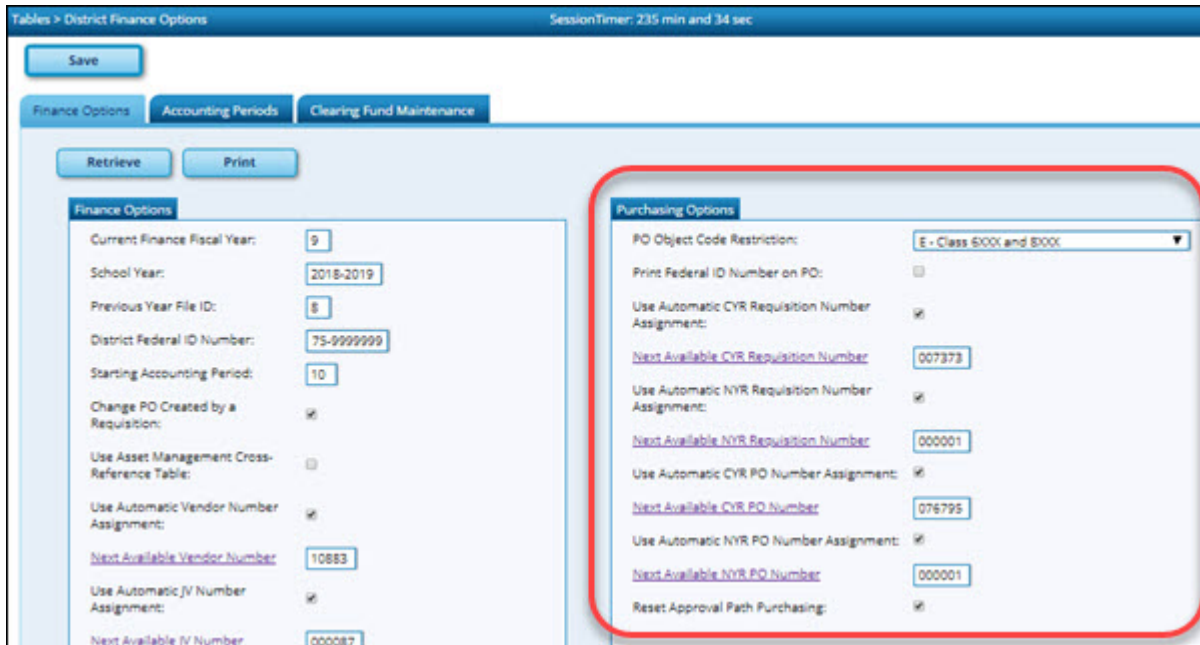 Tables > District Finance Options
SessionTimer: 235 min and 34 sec
Save
Finance Options
Accounting Periods
Clearing Fund Maintenance
Retrieve
Print
Finance Options
Current Finance Fiscal Year:
9
School Year:
2018-2019
Previous Year File ID:
8
District Federal ID Number:
75-9999999
Starting Accounting Period:
10
Change PO Created by a
Requisition:
Use Asset Management Cross-
Reference Table:
Use Automatic Vendor Number
Assignment:
Next Available Vendor Number
10883
Use Automatic JV Number
Assignment:
Next Available JV Number
000087
Purchasing Options
PO Object Code Restriction:
E - Class 6XXX and 8XXX
Print Federal ID Number on PO:
Use Automatic CYR Requisition Number
Assignment:
Next Available CYR Requisition Number
007373
Use Automatic NYR Requisition Number
Assignment:
Next Available NYR Requisition Number
000001
Use Automatic CYR PO Number Assignment:
Next Available CYR PO Number
076795
Use Automatic NYR PO Number Assignment:
Next Available NYR PO Number
000001
Reset Approval Path Purchasing: